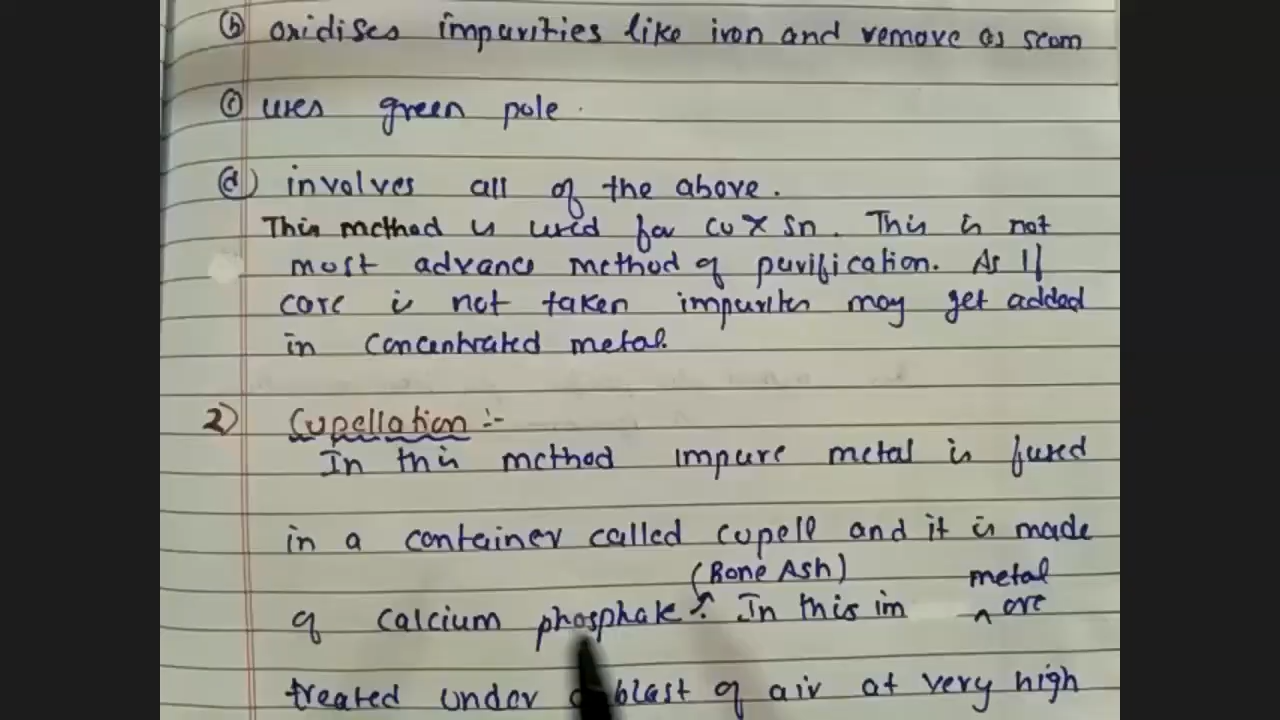 (b) oxidises impurities like iron and remove as scum
(c) uses green pole.
(d) involves all of the above.
This method is used for Cu & Sn. This is not
most advance method of purification. As if
care is not taken impurites may get added
in concentrated metal.
2) Cupellation :-
In this method impure metal is fused
in a container called cupell and it is made
(Bone Ash) metal
of calcium phosphate. In this im ^ ore
treated under blast of air at very high